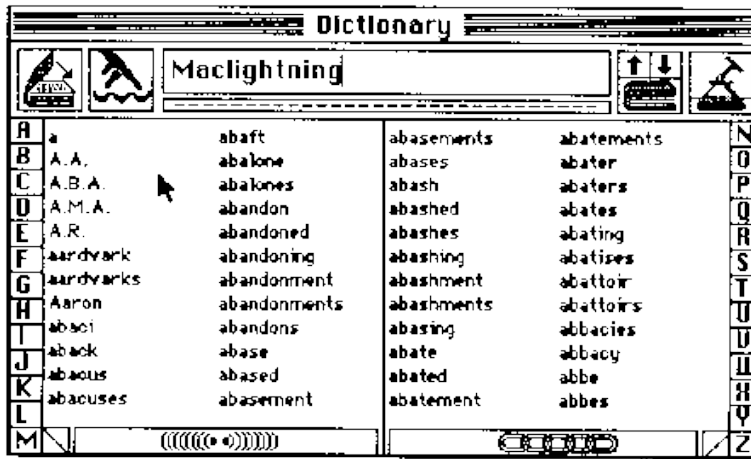 Dictionary
Maclightning
A
B
C
D
E
F
G
H
I
J
K
L
M
a
A.A.
A.B.A.
A.M.A.
A.R.
aardvark
aardvarks
Aaron
abaci
aback
abacus
abacuses
abaft
abalone
abalones
abandon
abandoned
abandoning
abandonment
abandonments
abandons
abase
abased
abasement
abasements
abases
abash
abashed
abashes
abashing
abashment
abashments
abasing
abate
abated
abatement
abatements
abater
abaters
abates
abating
abatises
abattoir
abattoirs
abbacies
abbacy
abbe
abbes
N
O
P
Q
R
S
T
U
V
W
X
Y
Z